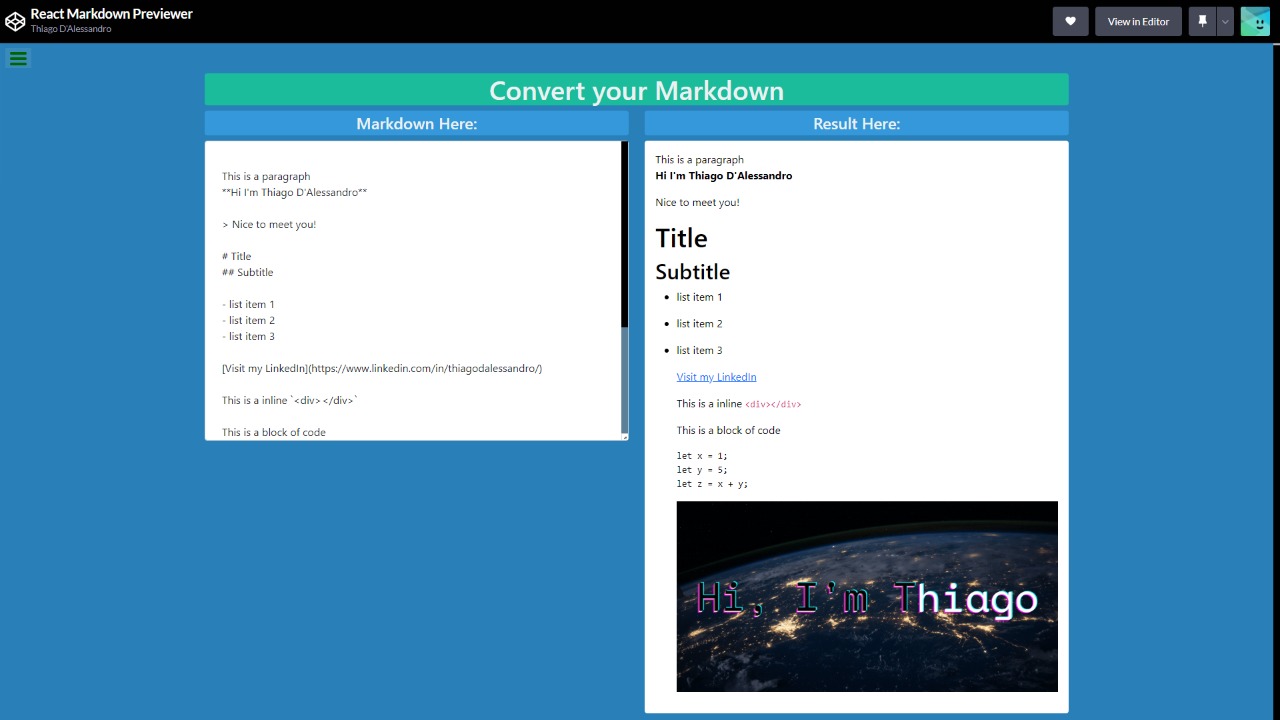 React Markdown Previewer
Thiago D'Alessandro
View in Editor
Convert your Markdown
Markdown Here:
This is a paragraph
**Hi I'm Thiago D'Alessandro**
> Nice to meet you!
# Title
## Subtitle
- list item 1
- list item 2
- list item 3
[Visit my LinkedIn](https://www.linkedin.com/in/thiagodalessandro/)
This is a inline `<div></div>`
This is a block of code
Result Here:
This is a paragraph
Hi I'm Thiago D'Alessandro
Nice to meet you!
Title
Subtitle
• list item 1
• list item 2
• list item 3
Visit my LinkedIn
This is a inline <div></div>
This is a block of code
let x = 1;
let y = 5;
let z = x + y;
Hi, I'm Thiago